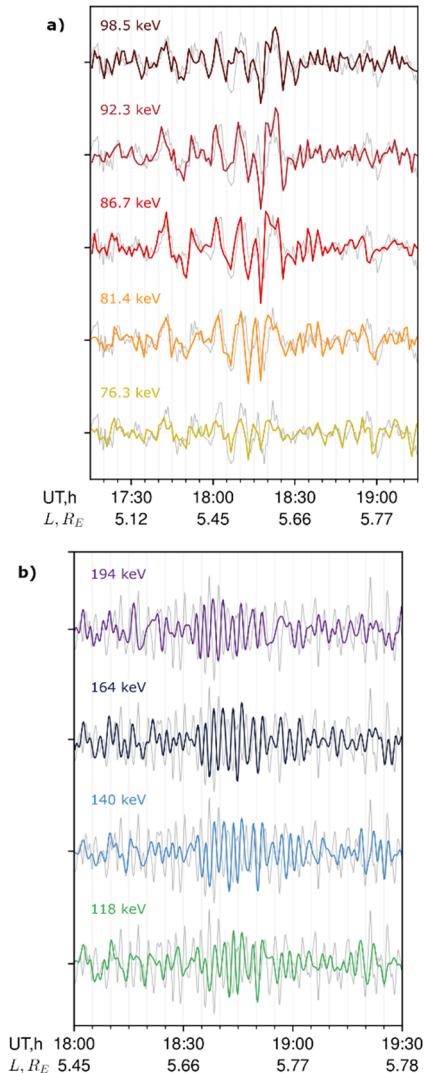 a)
98.5 keV
92.3 keV
86.7 keV
81.4 keV
76.3 keV
UT,h 17:30 18:00 18:30 19:00
L, R_E 5.12 5.45 5.66 5.77
b)
194 keV
164 keV
140 keV
118 keV
UT,h 18:00 18:30 19:00 19:30
L, R_E 5.45 5.66 5.77 5.78